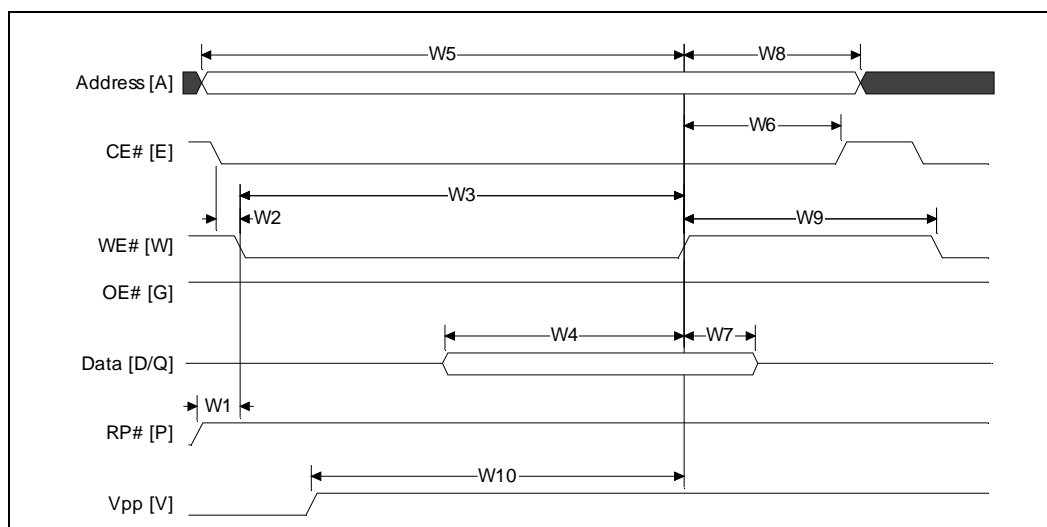 W5
W8
Address [A]
W6
CE# [E]
W3
W2
W9
WE# [W]
OE# [G]
W4
W7
Data [D/Q]
W1
RP# [P]
W10
Vpp [V]